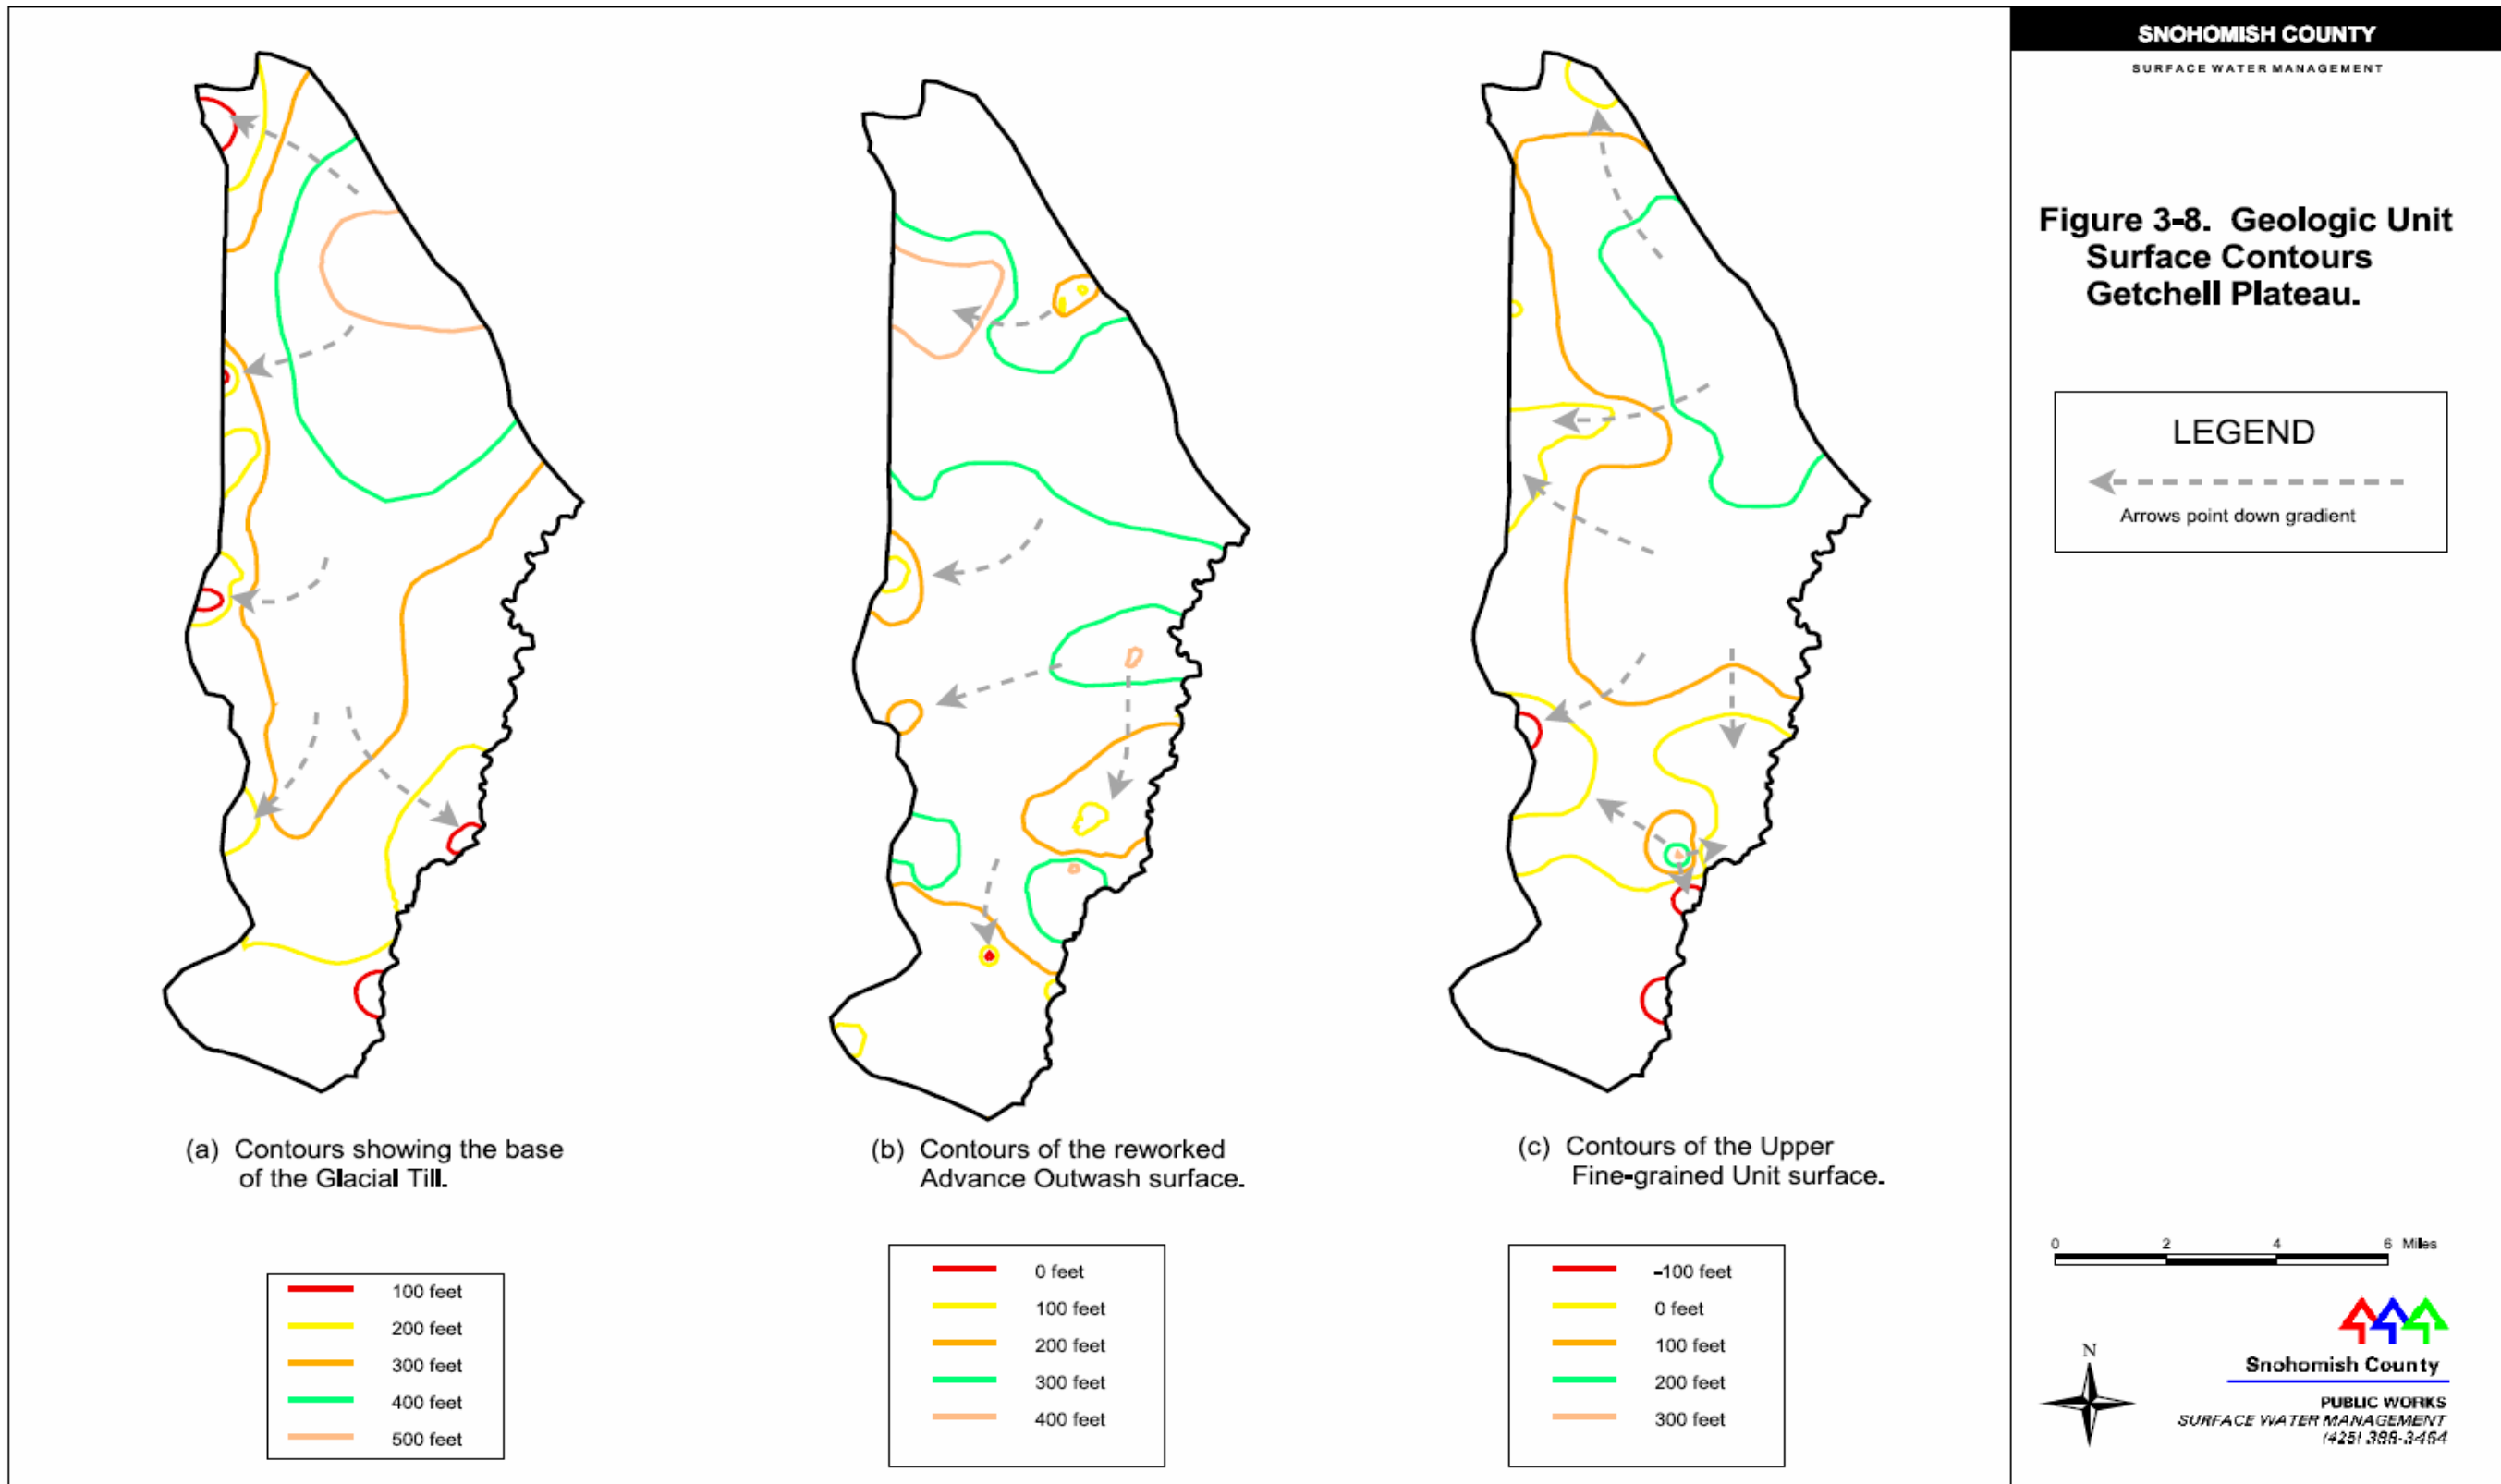 SNOHOMISH COUNTY
SURFACE WATER MANAGEMENT
Figure 3-8. Geologic Unit
Surface Contours
Getchell Plateau.
LEGEND
Arrows point down gradient
(a) Contours showing the base
of the Glacial Till.
100 feet
200 feet
300 feet
400 feet
500 feet
(b) Contours of the reworked
Advance Outwash surface.
0 feet
100 feet
200 feet
300 feet
400 feet
(c) Contours of the Upper
Fine-grained Unit surface.
-100 feet
0 feet
100 feet
200 feet
300 feet
0 2 4 6 Miles
N
Snohomish County
PUBLIC WORKS
SURFACE WATER MANAGEMENT
(425) 388-3464